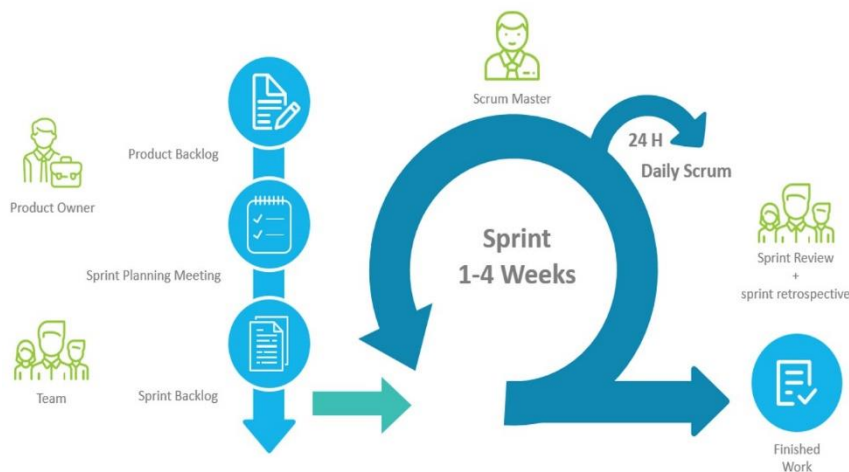 Scrum Master
Product Backlog
Product Owner
24 H
Daily Scrum
Sprint
1-4 Weeks
Sprint Planning Meeting
Sprint Review
+
sprint retrospective
Team
Sprint Backlog
Finished
Work